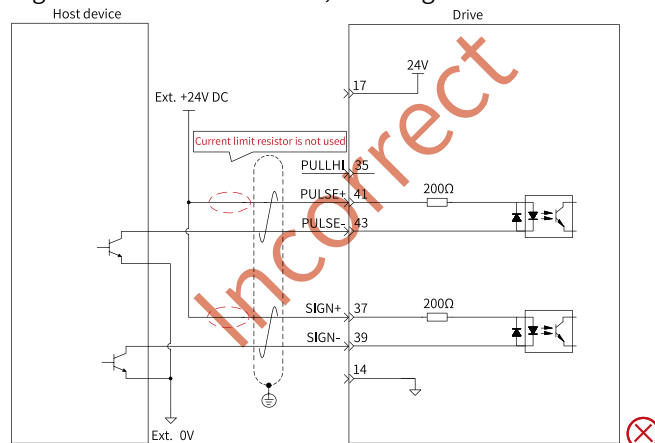 Host device
Drive
24V
17
Ext. +24V DC
Current limit resistor is not used
PULLHI 35
PULSE+ 41
200Ω
PULSE- 43
SIGN+ 37
200Ω
SIGN- 39
14
Ext. 0V
Incorrect